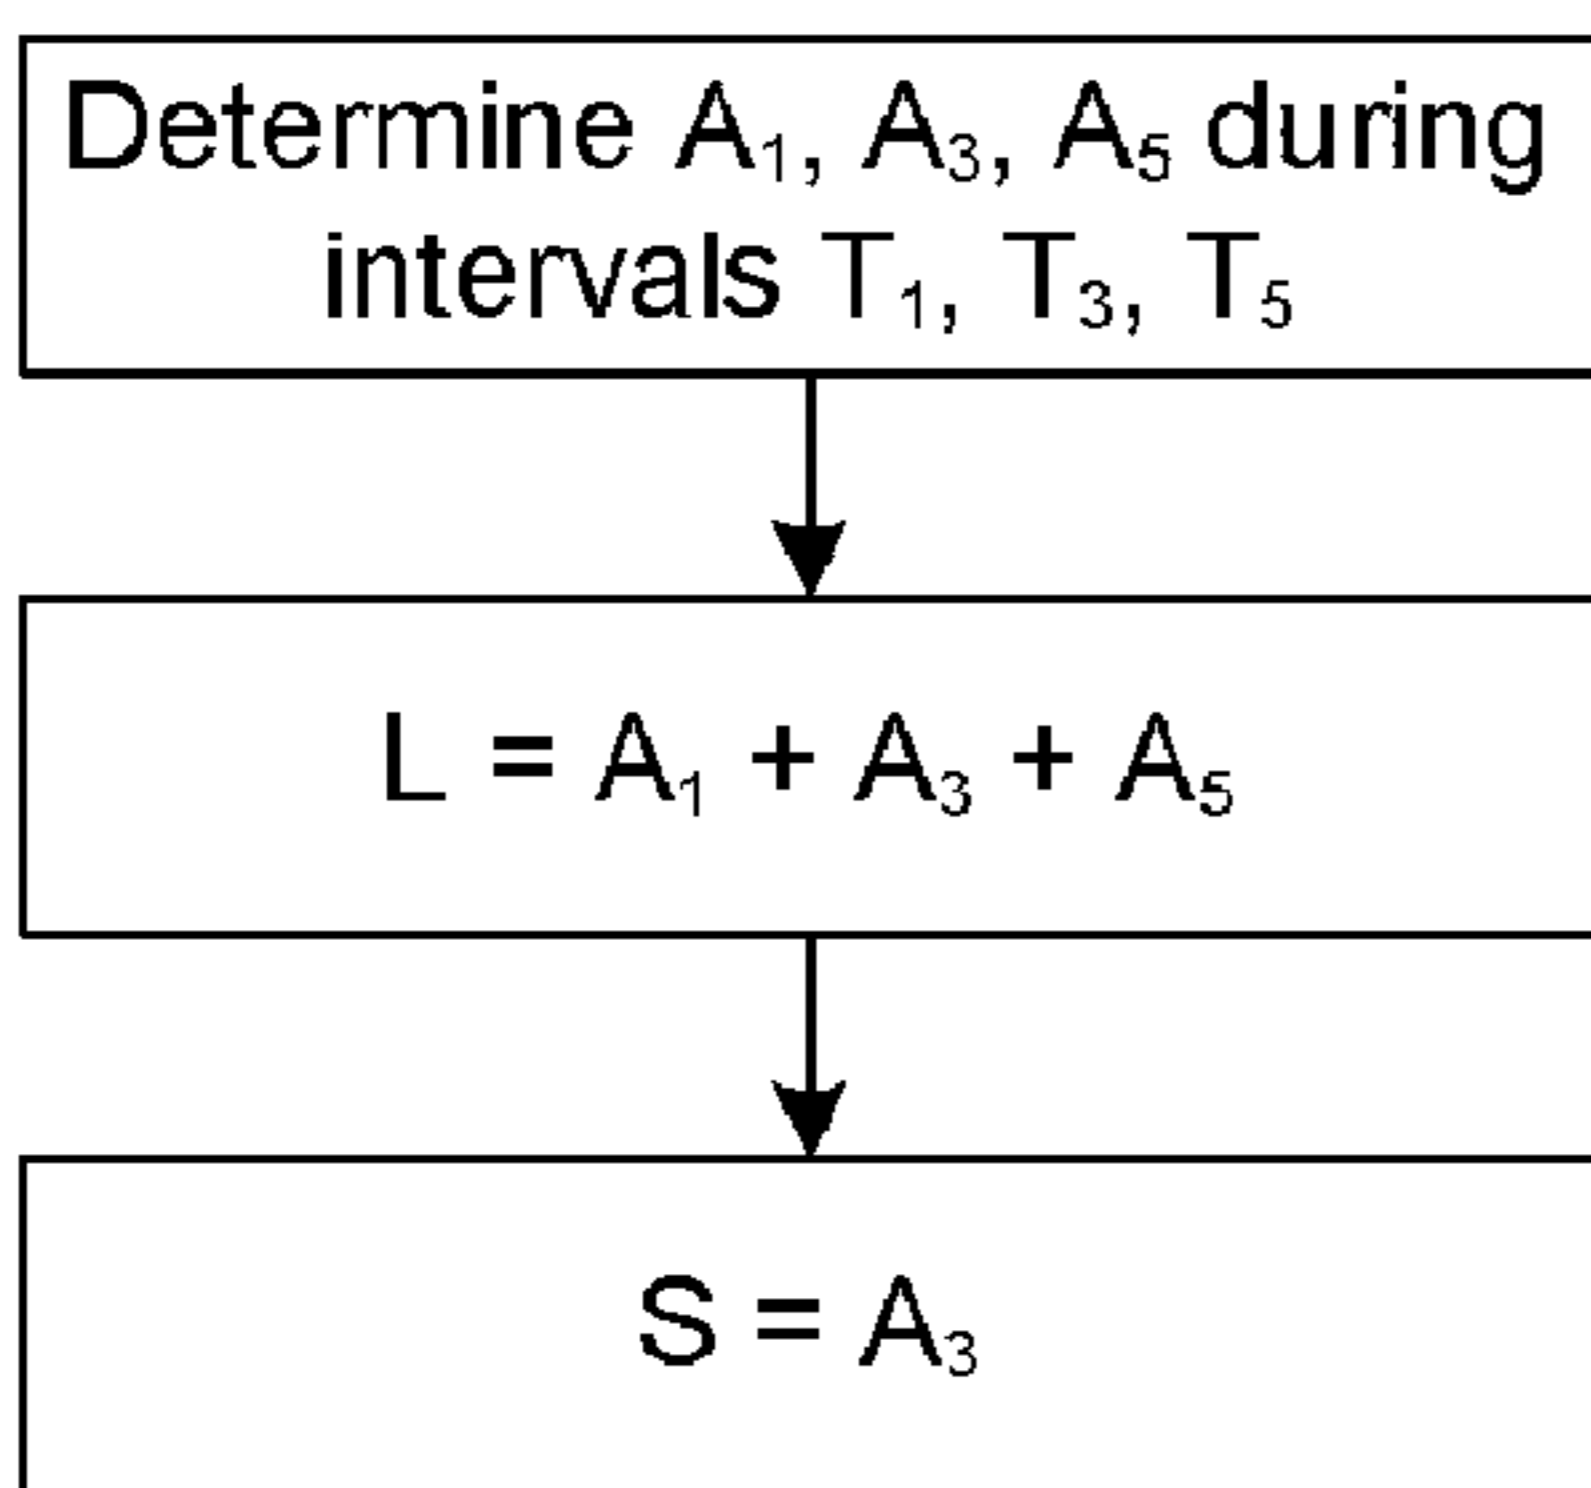 Determine A₁, A₃, A₅ during
intervals T₁, T₃, T₅
L = A₁ + A₃ + A₅
S = A₃